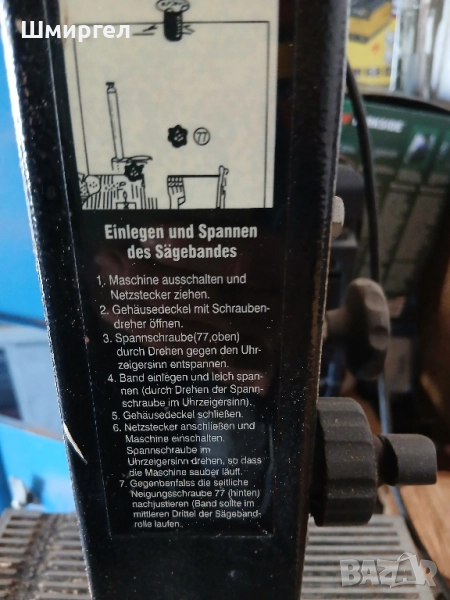 Шмиргел
77
Einlegen und Spannen
des Sägebandes
1. Maschine ausschalten und
Netzstecker ziehen.
2. Gehäusedeckel mit Schrauben-
dreher öffnen.
3. Spannschraube(77,oben)
durch Drehen gegen den Uhr-
zeigersinn entspannen.
4. Band einlegen und leich span-
nen (durch Drehen der Spann-
schraube im Uhrzeigersinn).
5. Gehäusedeckel schließen.
6. Netzstecker anschließen und
Maschine einschalten.
Spannschraube im
Uhrzeigersinn drehen, so dass
die Maschine sauber läuft.
7. Gegenbenfalss die seitliche
Neigungsschraube 77 (hinten)
nachjustieren (Band sollte im
mittleren Drittel der Sägeband-
rolle laufen.
BAZAR